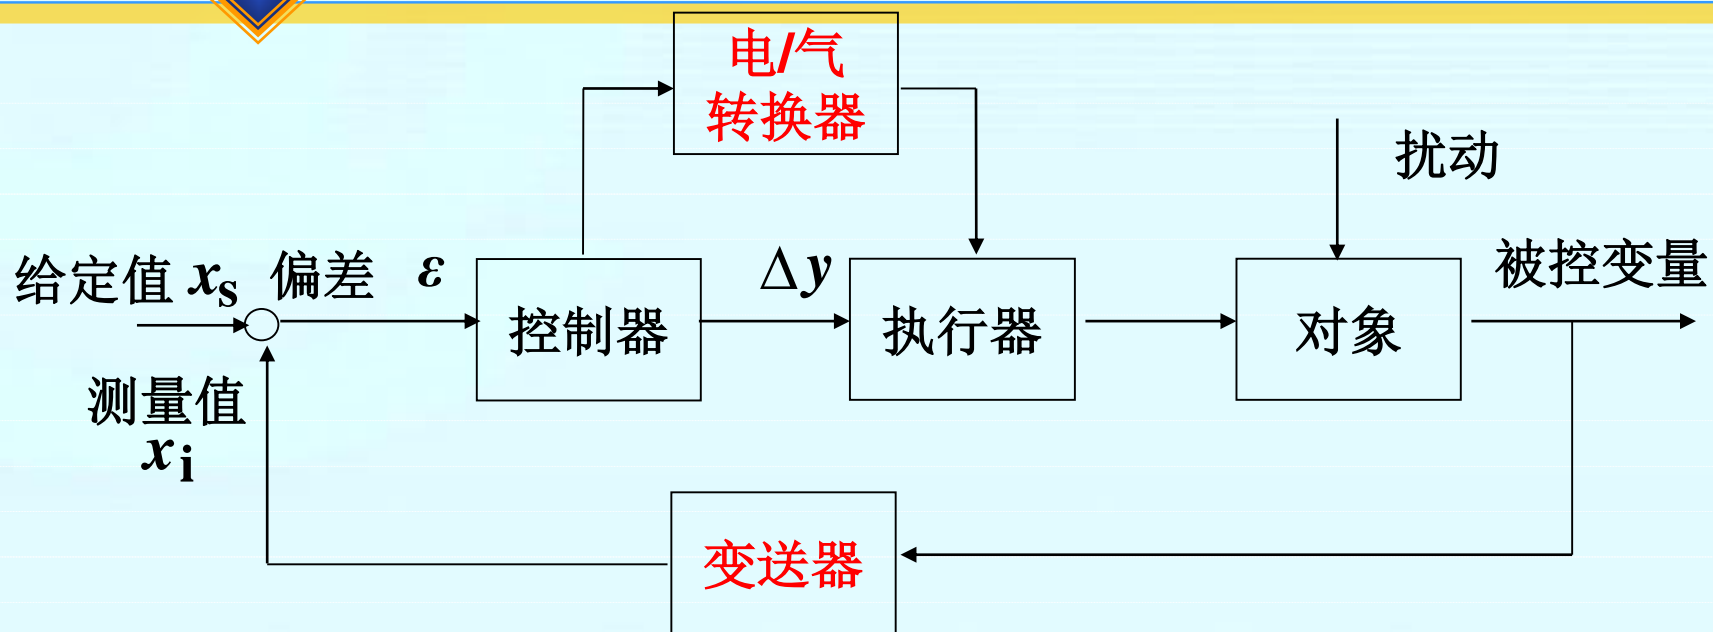 电/气
转换器
扰动
给定值 xs 偏差 ε
Δy
被控变量
控制器
执行器
对象
测量值
xi
变送器